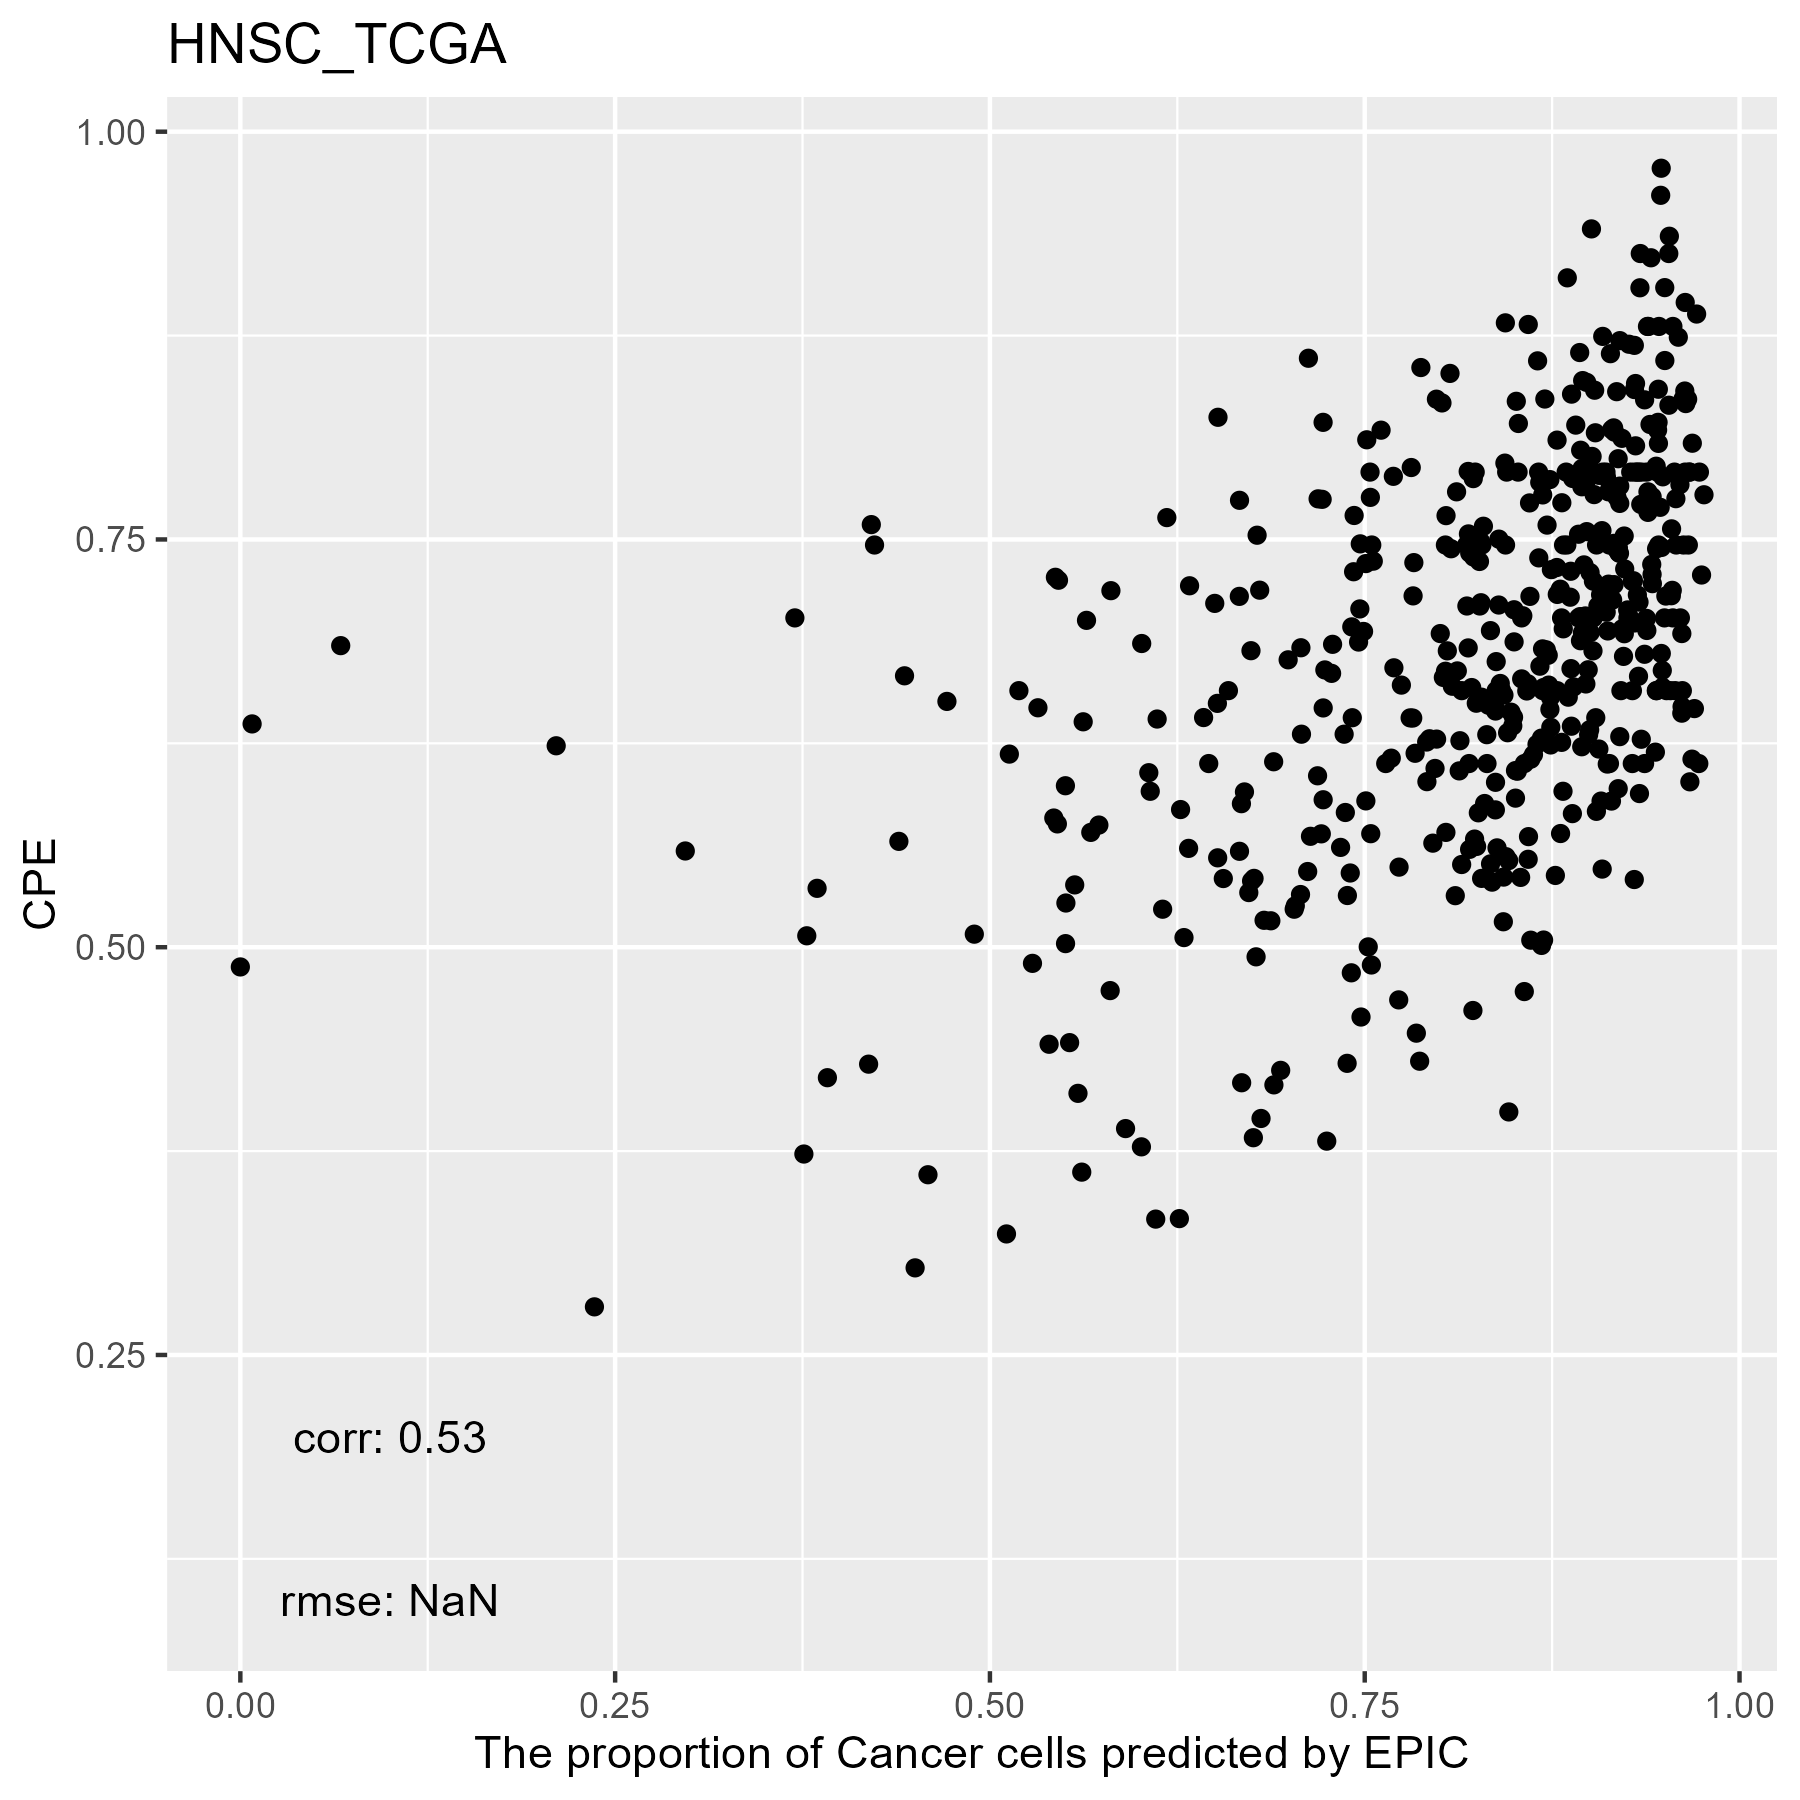 HNSC_TCGA
1.00
0.75
0.50
0.25
CPE
corr: 0.53
rmse: NaN
0.00 0.25 0.50 0.75 1.00
The proportion of Cancer cells predicted by EPIC